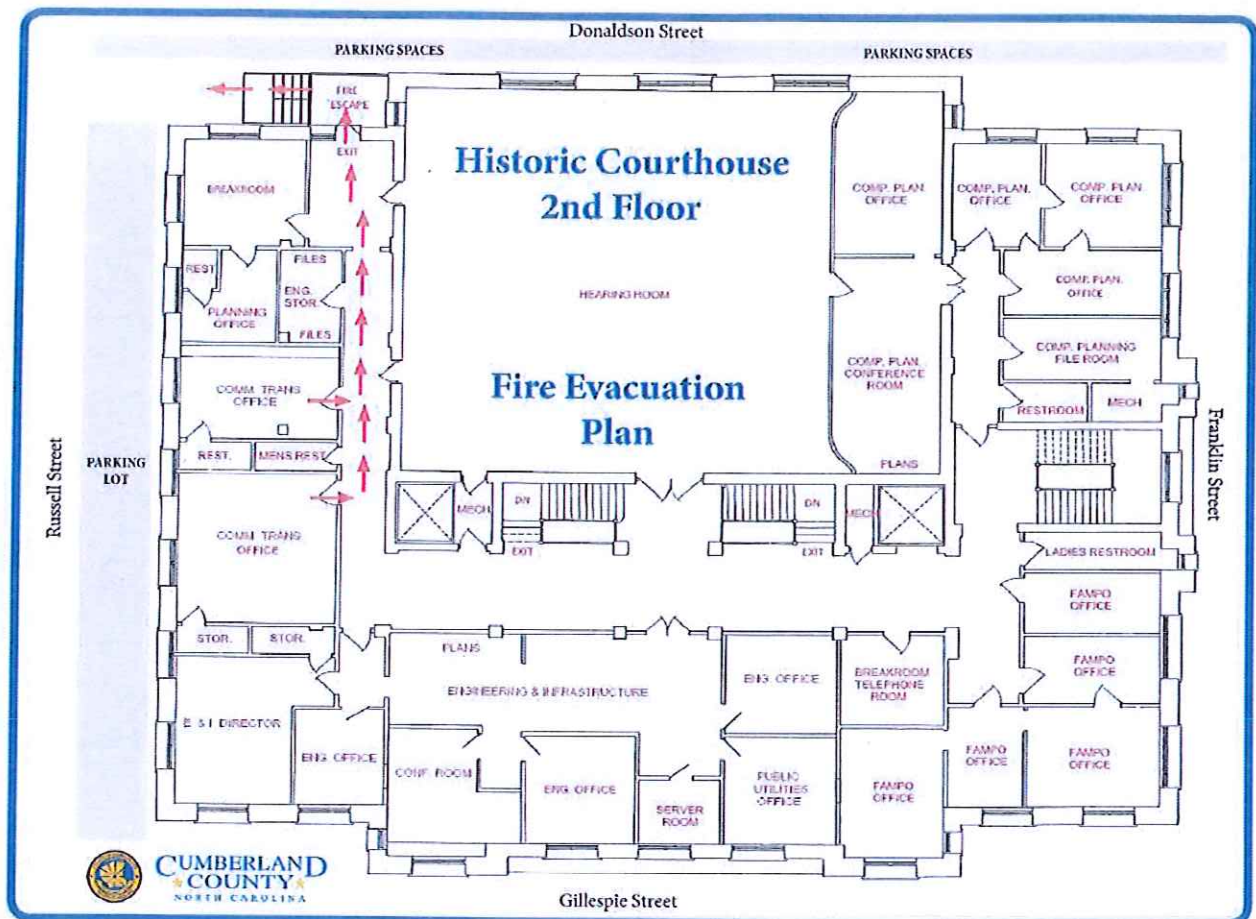 Donaldson Street
PARKING SPACES
PARKING SPACES
FIRE
ESCAPE
EXIT
Historic Courthouse
2nd Floor
BREAKROOM
COMP. PLAN.
OFFICE
COMP. PLAN.
OFFICE
COMP. PLAN.
OFFICE
REST
FILES
ENG.
STOR.
FILES
PLANNING
OFFICE
HEARING ROOM
COMP. PLAN.
OFFICE
COMP. PLAN.
CONFERENCE
ROOM
COMP. PLANNING
FILE ROOM
Fire Evacuation
Plan
COMM. TRANS
OFFICE
RESTROOM
MECH
Russell Street
PARKING
LOT
Franklin Street
REST.
MENS REST
PLANS
COMM. TRANS
OFFICE
MECH
DN
EXIT
DN
EXIT
MECH
LADIES RESTROOM
FAMPO
OFFICE
STOR.
STOR.
PLANS
ENGINEERING & INFRASTRUCTURE
ENG. OFFICE
BREAKROOM
TELEPHONE
ROOM
FAMPO
OFFICE
E & I DIRECTOR
ENG. OFFICE
CONF. ROOM
ENG. OFFICE
SERVER
ROOM
PUBLIC
UTILITIES
OFFICE
FAMPO
OFFICE
FAMPO
OFFICE
FAMPO
OFFICE
CUMBERLAND
COUNTY
NORTH CAROLINA
Gillespie Street